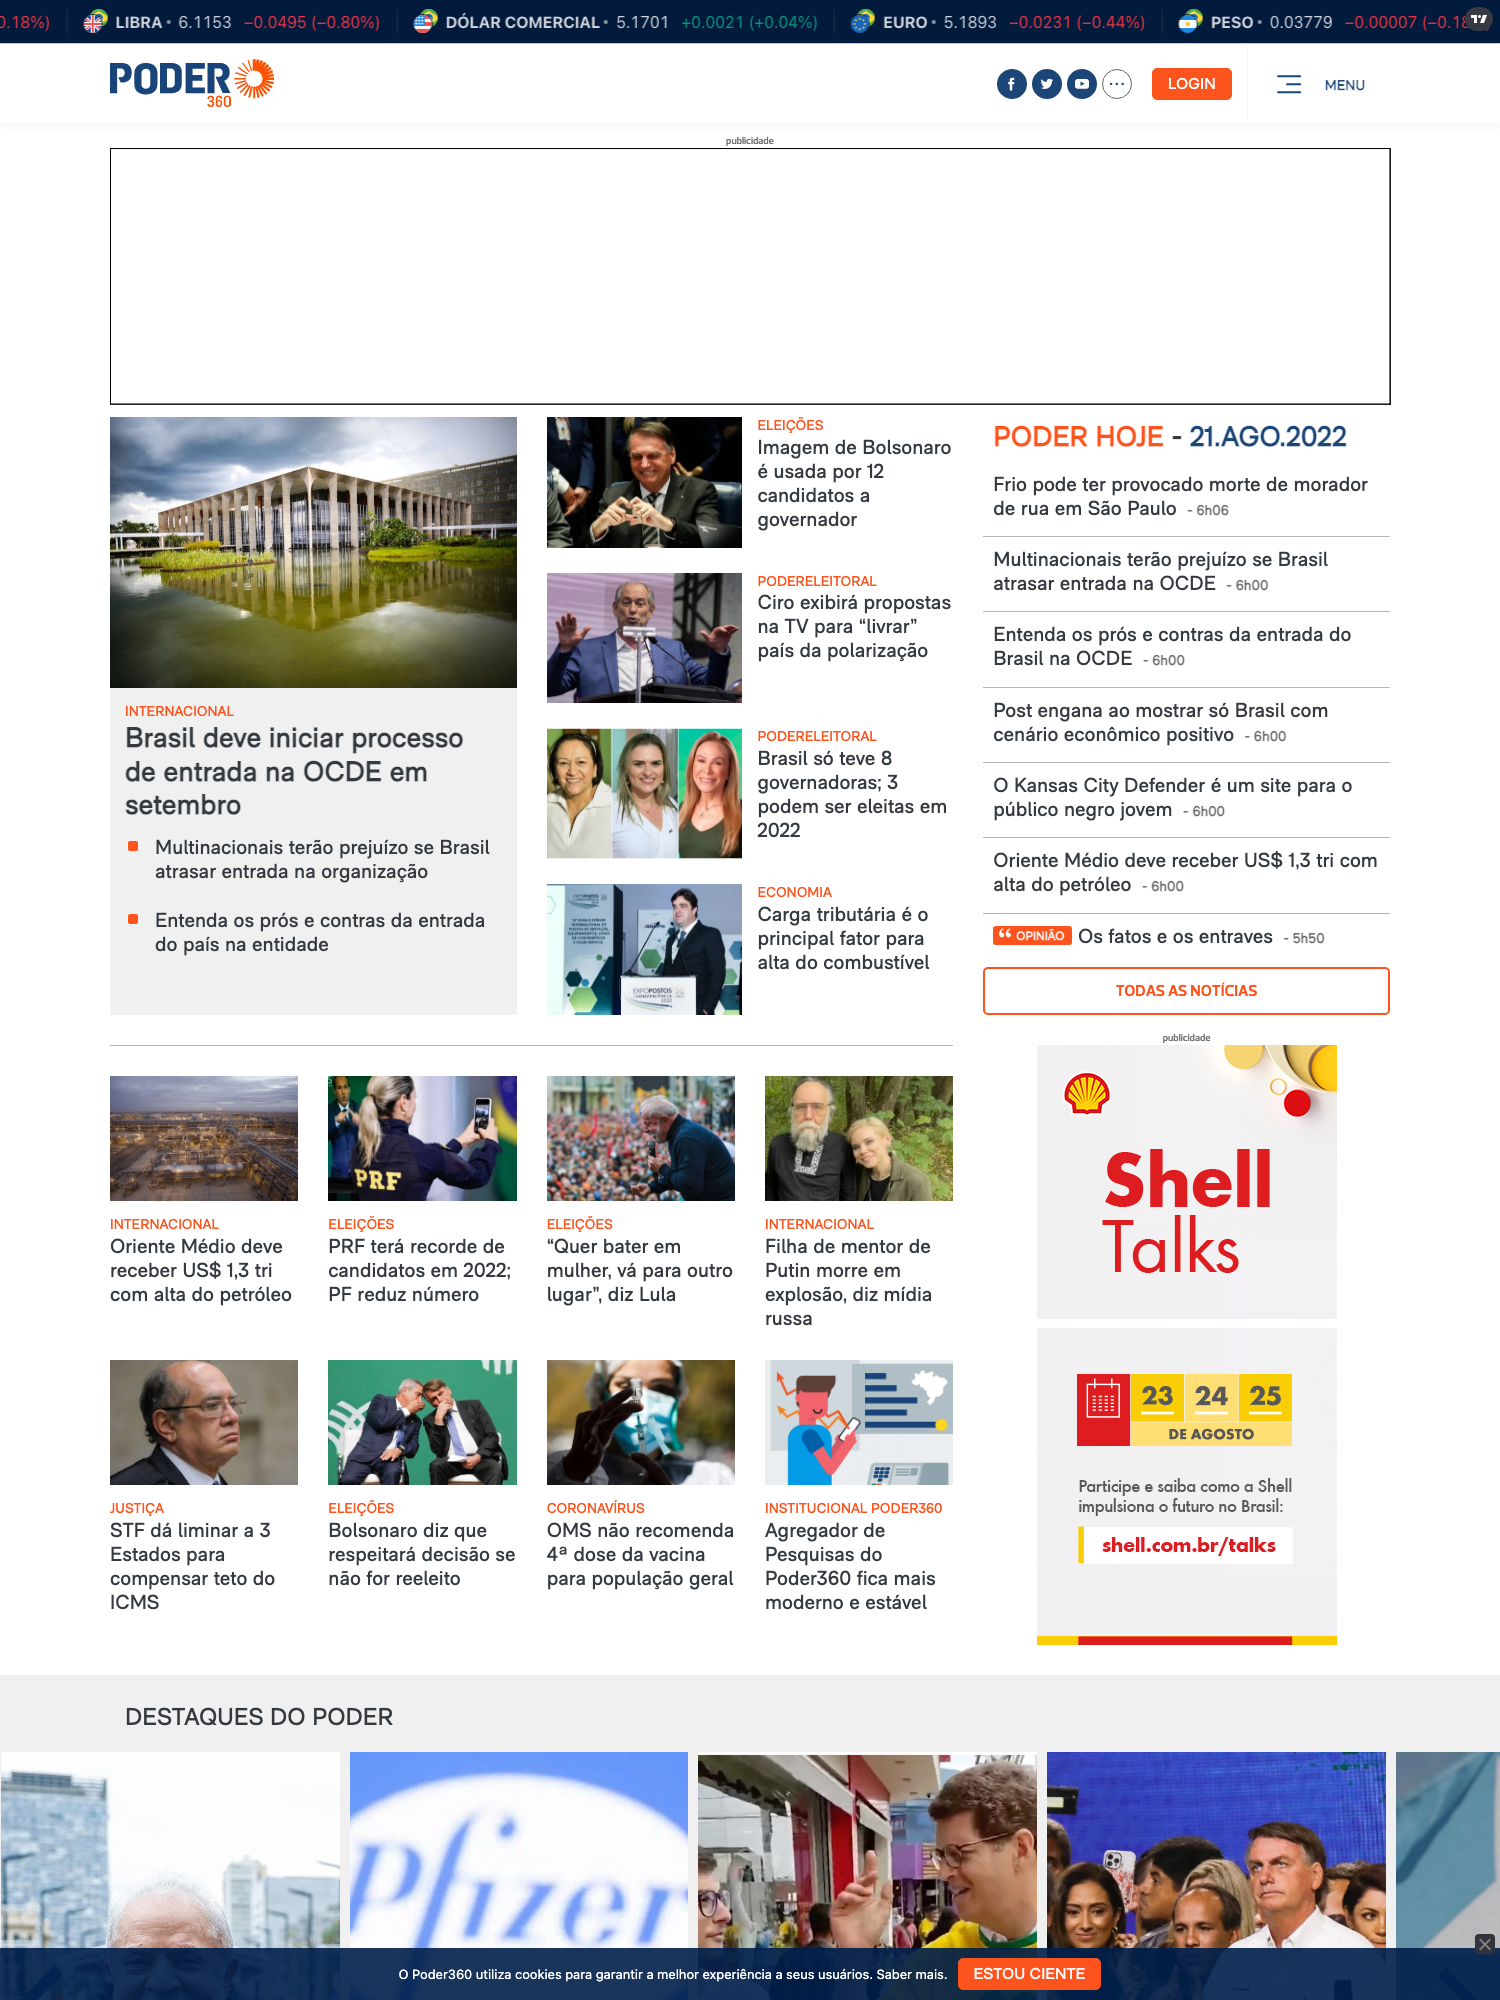 0.18%)
LIBRA • 6.1153 −0.0495 (−0.80%)
DÓLAR COMERCIAL • 5.1701 +0.0021 (+0.04%)
EURO • 5.1893 −0.0231 (−0.44%)
PESO • 0.03779 −0.00007 (−0.18
PODER
360
LOGIN
MENU
publicidade
INTERNACIONAL
Brasil deve iniciar processo
de entrada na OCDE em
setembro
Multinacionais terão prejuízo se Brasil
atrasar entrada na organização
Entenda os prós e contras da entrada
do país na entidade
ELEIÇÕES
Imagem de Bolsonaro
é usada por 12
candidatos a
governador
PODERELEITORAL
Ciro exibirá propostas
na TV para “livrar”
país da polarização
PODERELEITORAL
Brasil só teve 8
governadoras; 3
podem ser eleitas em
2022
EXPOPOSTOS
ECONOMIA
Carga tributária é o
principal fator para
alta do combustível
PODER HOJE - 21.AGO.2022
Frio pode ter provocado morte de morador
de rua em São Paulo - 6h06
Multinacionais terão prejuízo se Brasil
atrasar entrada na OCDE - 6h00
Entenda os prós e contras da entrada do
Brasil na OCDE - 6h00
Post engana ao mostrar só Brasil com
cenário econômico positivo - 6h00
O Kansas City Defender é um site para o
público negro jovem - 6h00
Oriente Médio deve receber US$ 1,3 tri com
alta do petróleo - 6h00
“ OPINIÃO Os fatos e os entraves - 5h50
TODAS AS NOTÍCIAS
publicidade
Shell
Talks
23 24 25
DE AGOSTO
Participe e saiba como a Shell
impulsiona o futuro no Brasil:
shell.com.br/talks
INTERNACIONAL
Oriente Médio deve
receber US$ 1,3 tri
com alta do petróleo
PRF
ELEIÇÕES
PRF terá recorde de
candidatos em 2022;
PF reduz número
ELEIÇÕES
“Quer bater em
mulher, vá para outro
lugar”, diz Lula
INTERNACIONAL
Filha de mentor de
Putin morre em
explosão, diz mídia
russa
JUSTIÇA
STF dá liminar a 3
Estados para
compensar teto do
ICMS
ELEIÇÕES
Bolsonaro diz que
respeitará decisão se
não for reeleito
CORONAVÍRUS
OMS não recomenda
4ª dose da vacina
para população geral
INSTITUCIONAL PODER360
Agregador de
Pesquisas do
Poder360 fica mais
moderno e estável
DESTAQUES DO PODER
Pfizer
O Poder360 utiliza cookies para garantir a melhor experiência a seus usuários. Saber mais.
ESTOU CIENTE